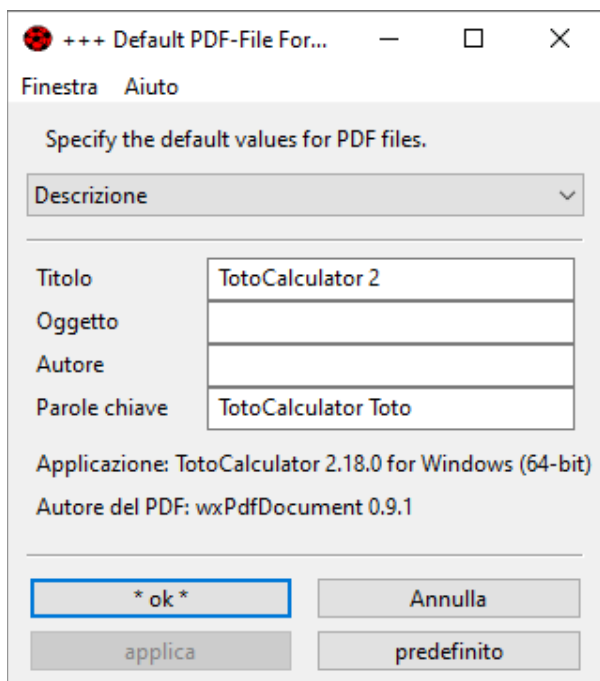 +++ Default PDF-File For...
Finestra Aiuto
Specify the default values for PDF files.
Descrizione
Titolo TotoCalculator 2
Oggetto
Autore
Parole chiave TotoCalculator Toto
Applicazione: TotoCalculator 2.18.0 for Windows (64-bit)
Autore del PDF: wxPdfDocument 0.9.1
* ok * Annulla
applica predefinito